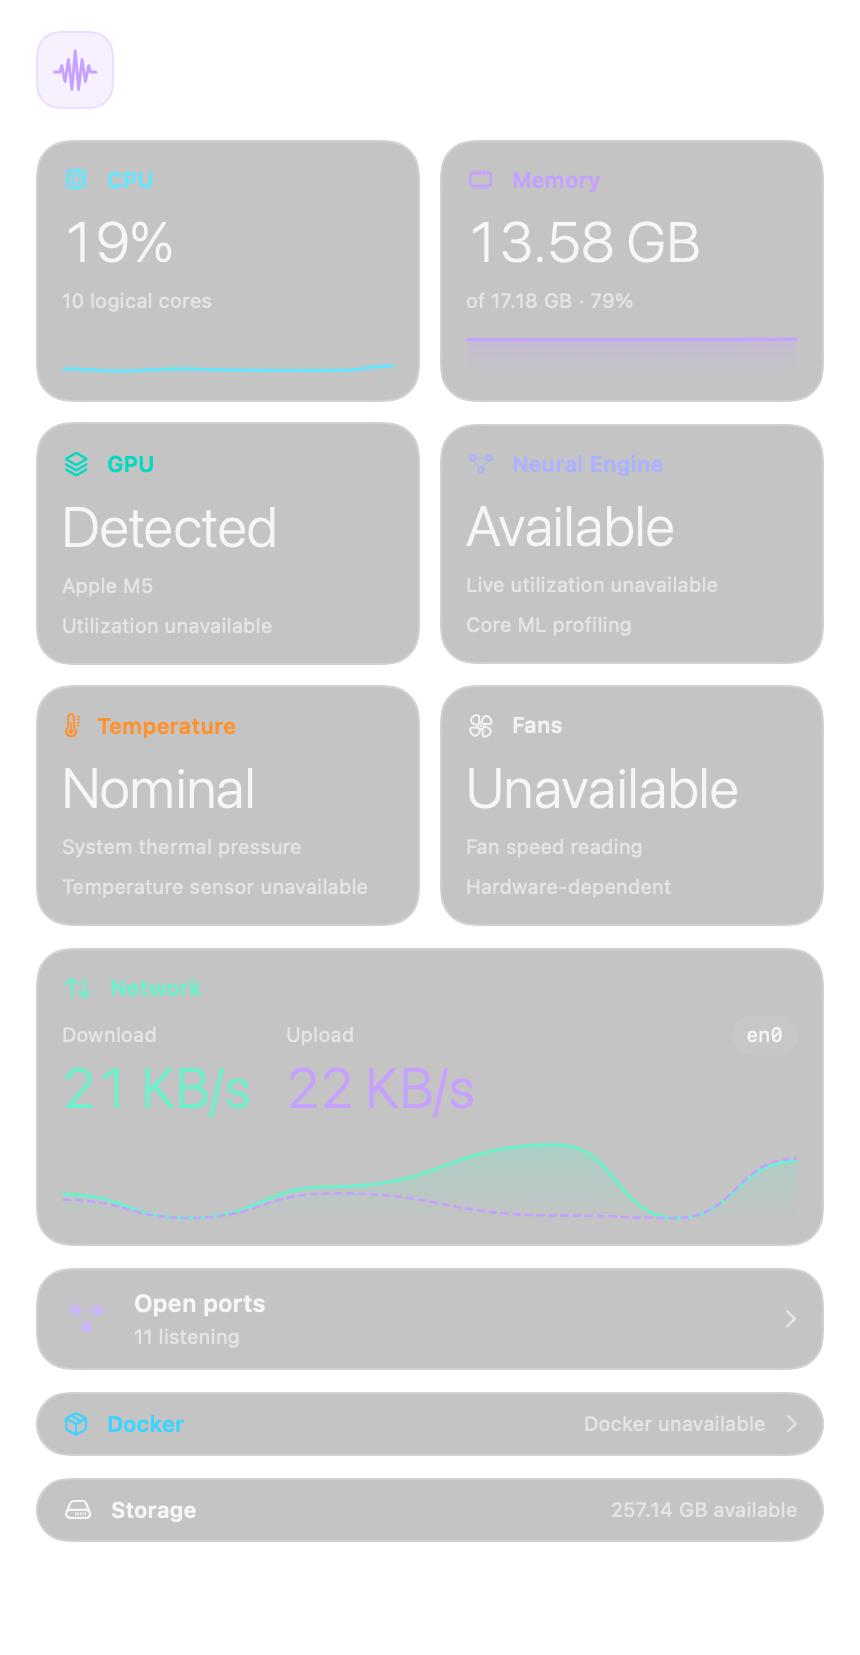 CPU
19%
10 logical cores
Memory
13.58 GB
of 17.18 GB · 79%
GPU
Detected
Apple M5
Utilization unavailable
Neural Engine
Available
Live utilization unavailable
Core ML profiling
Temperature
Nominal
System thermal pressure
Temperature sensor unavailable
Fans
Unavailable
Fan speed reading
Hardware-dependent
Network
Download
21 KB/s
Upload
22 KB/s
en0
Open ports
11 listening
Docker
Docker unavailable
Storage
257.14 GB available